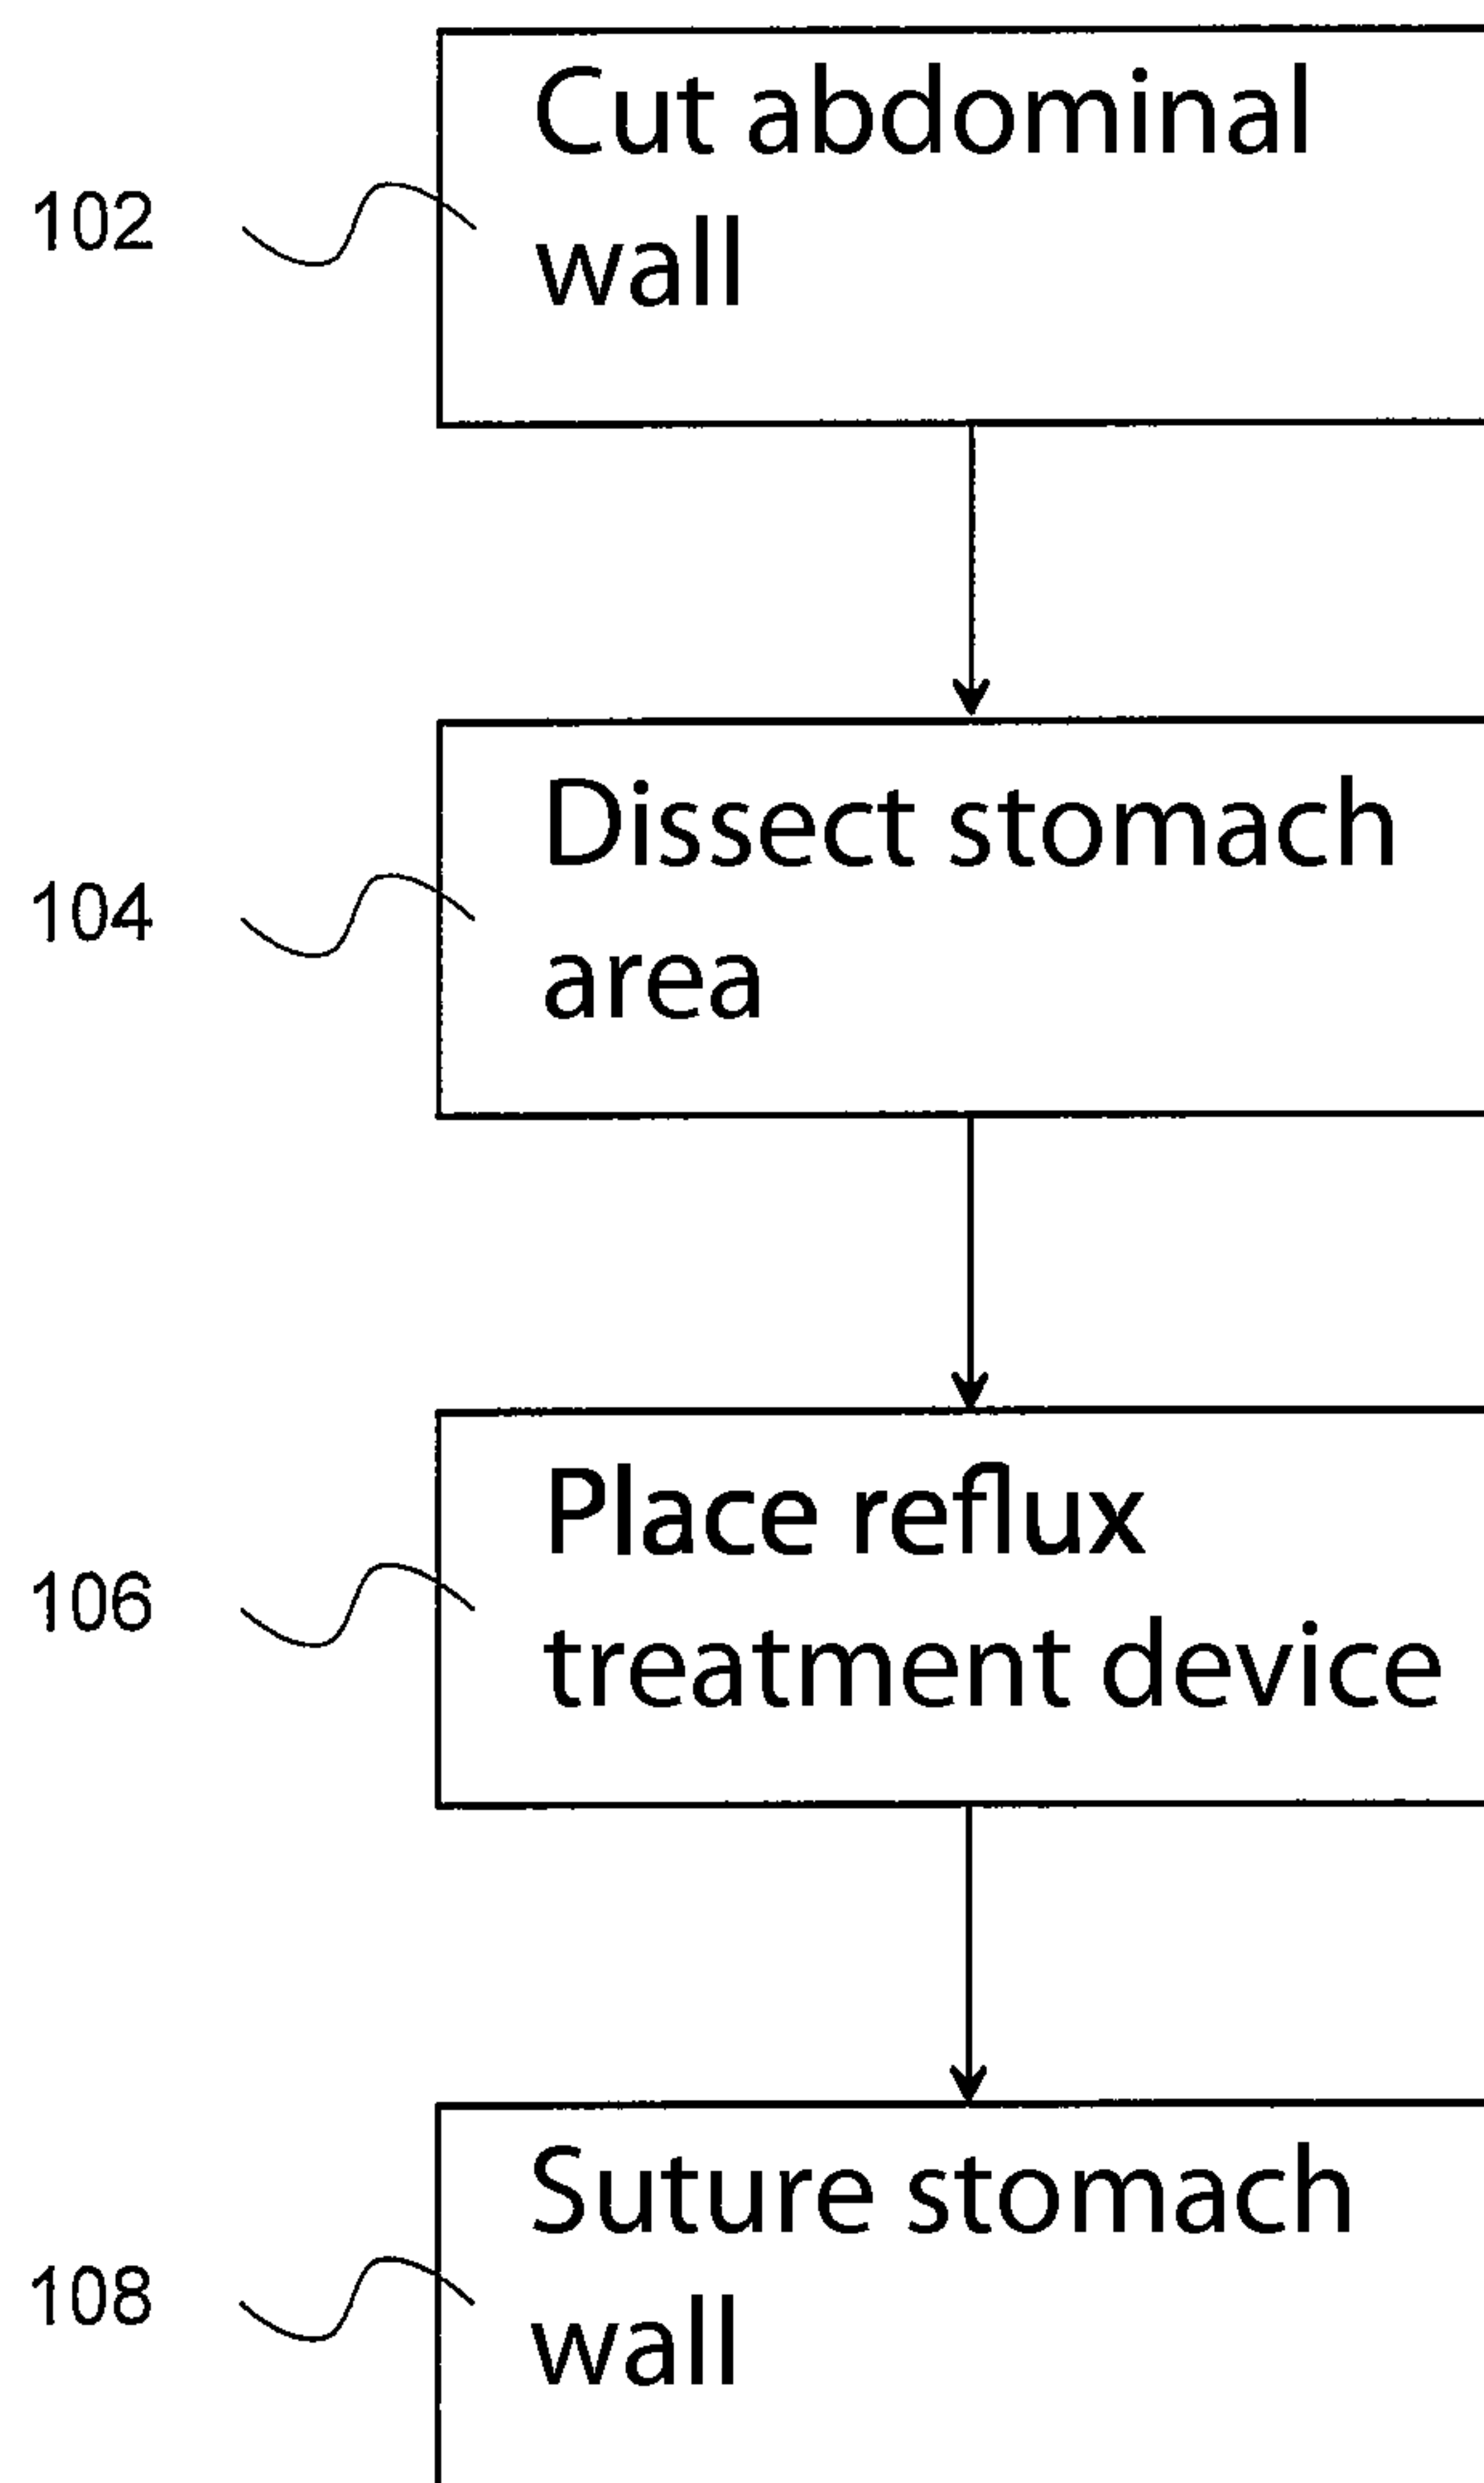 Cut abdominal
wall
102
Dissect stomach
area
104
Place reflux
treatment device
106
Suture stomach
wall
108